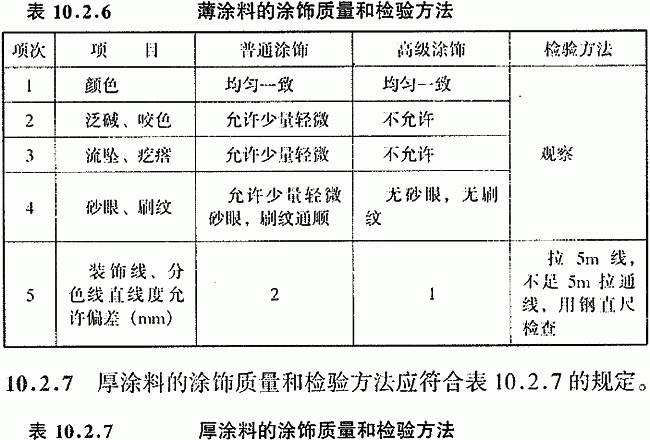 表 10.2.6 薄涂料的涂饰质量和检验方法
项次 项 目 普通涂饰 高级涂饰 检验方法
1 颜色 均匀一致 均匀一致 观察
2 泛碱、咬色 允许少量轻微 不允许
3 流坠、疙瘩 允许少量轻微 不允许
4 砂眼、刷纹 允许少量轻微
砂眼，刷纹通顺 无砂眼，无刷
纹
5 装饰线、分
色线直线度允
许偏差（mm） 2 1 拉 5m 线，
不足 5m 拉通
线，用钢直尺
检查
10.2.7 厚涂料的涂饰质量和检验方法应符合表 10.2.7 的规定。
表 10.2.7 厚涂料的涂饰质量和检验方法